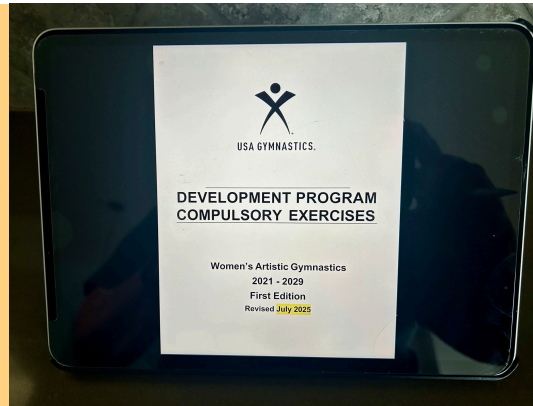 USA GYMNASTICS.
DEVELOPMENT PROGRAM
COMPULSORY EXERCISES
Women's Artistic Gymnastics
2021 - 2029
First Edition
Revised July 2025